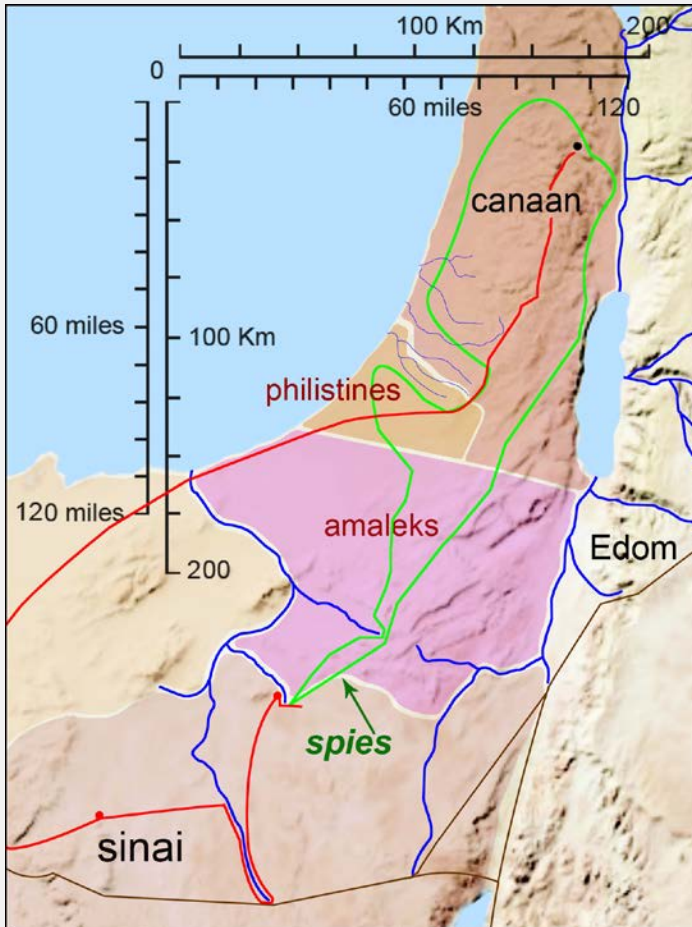 100 Km
200
0
60 miles
120
canaan
60 miles
100 Km
philistines
120 miles
amaleks
Edom
200
spies
sinai